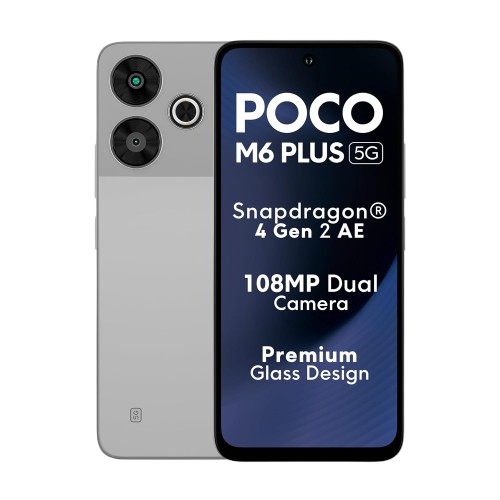 POCO
M6 PLUS 5G
Snapdragon®
4 Gen 2 AE
108MP Dual
Camera
Premium
Glass Design
5G